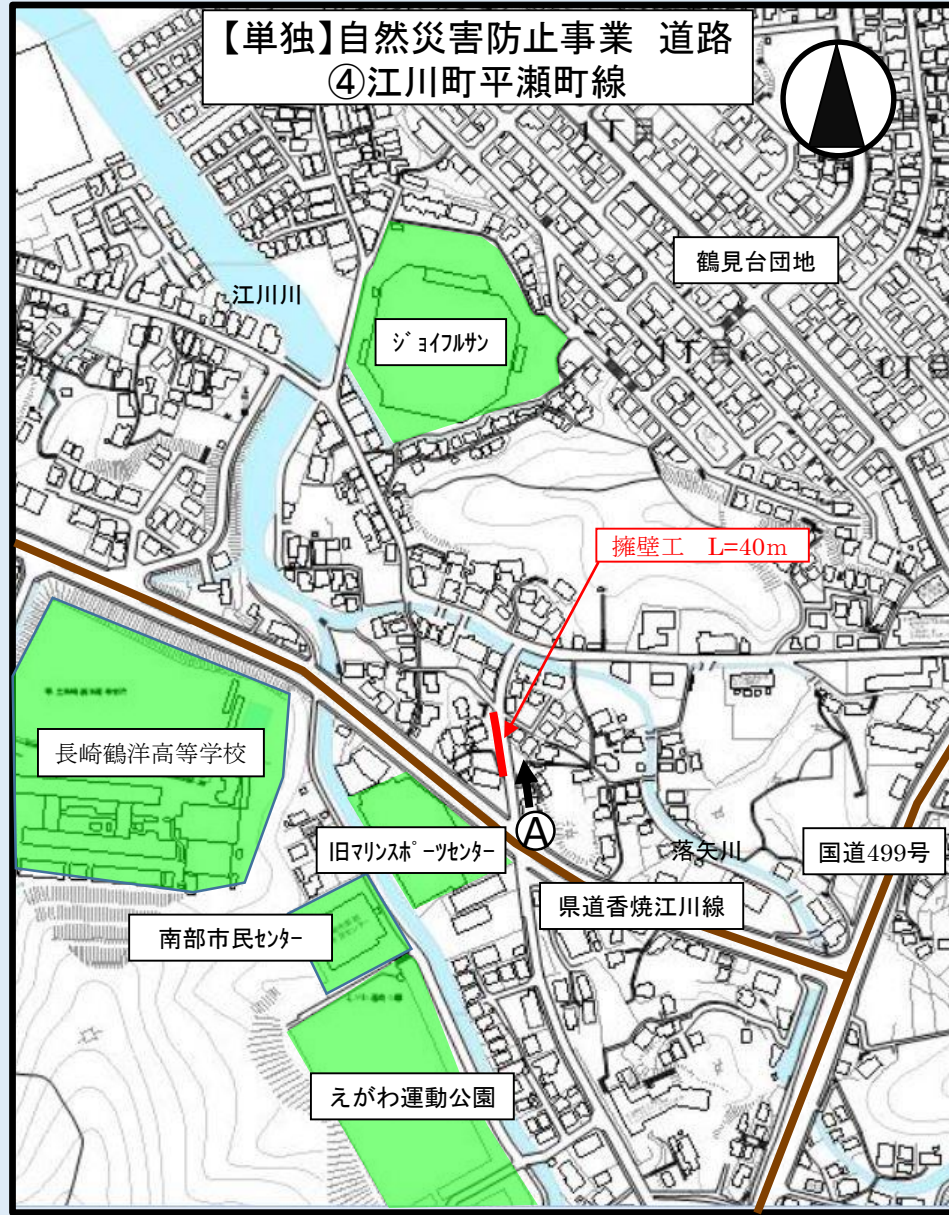 【単独】自然災害防止事業 道路
④江川町平瀬町線
鶴見台団地
江川川
ジョイフルサン
擁壁工 L=40m
長崎鶴洋高等学校
Ⓐ
旧マリンスポーツセンター
落矢川
国道499号
県道香焼江川線
南部市民センター
えがわ運動公園